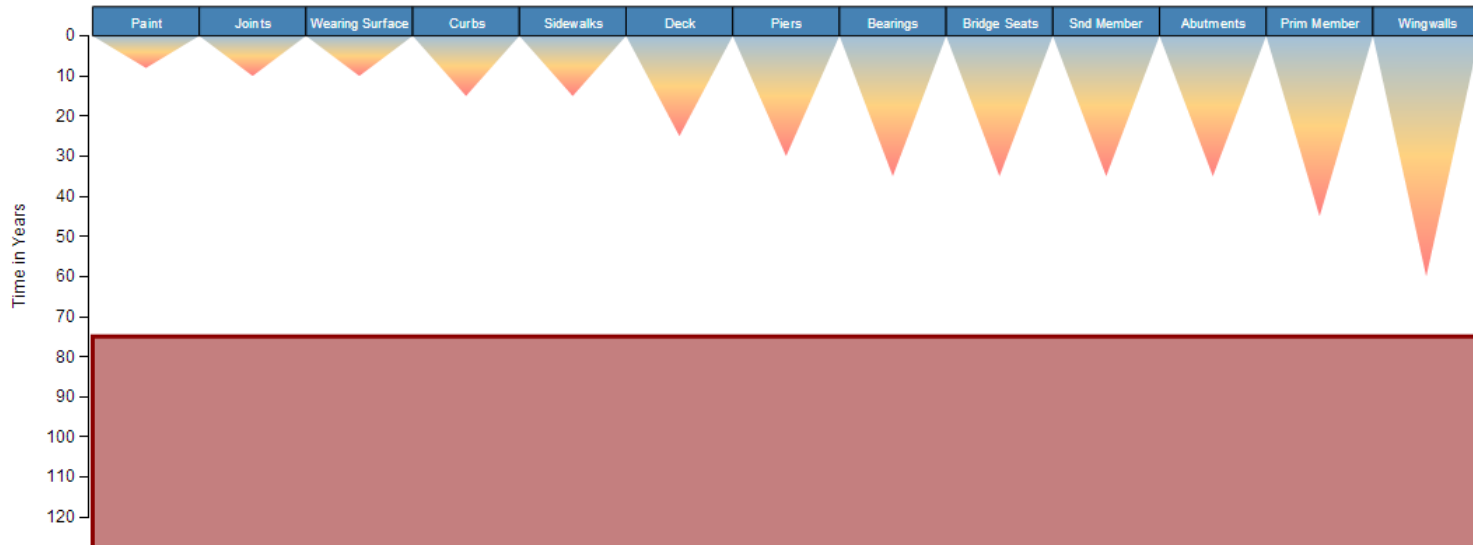 Paint
Joints
Wearing Surface
Curbs
Sidewalks
Deck
Piers
Bearings
Bridge Seats
Snd Member
Abutments
Prim Member
Wingwalls
Time in Years
0
10
20
30
40
50
60
70
80
90
100
110
120